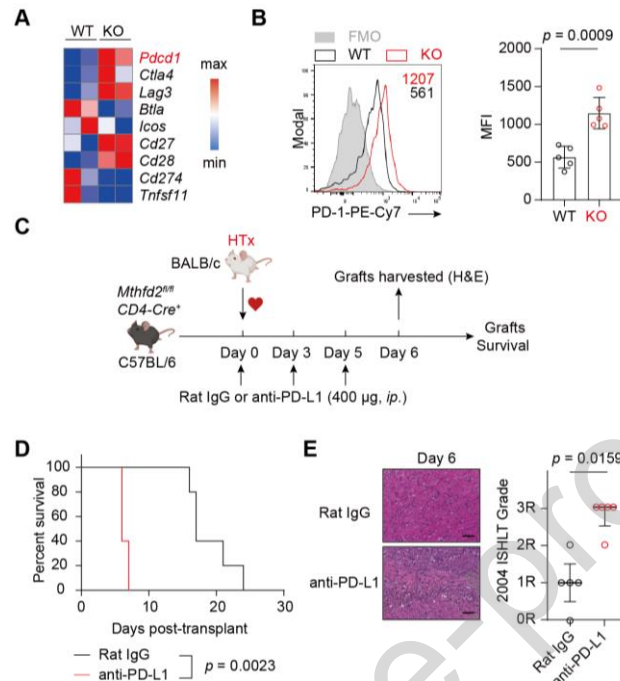 A
WT KO
Pdcd1
Ctla4
Lag3
Btla
Icos
Cd27
Cd28
Cd274
Tnfsf11
max
min
B
FMO
WT KO
1207
561
Modal
PD-1-PE-Cy7
p = 0.0009
2000
1500
1000
500
0
MFI
WT KO
C
HTx
BALB/c
Mthfd2fl/fl
CD4-Cre+
C57BL/6
Grafts harvested (H&E)
Day 0 Day 3 Day 5 Day 6
Grafts
Survival
Rat IgG or anti-PD-L1 (400 μg, ip.)
D
Percent survival
100
80
60
40
20
0
0 10 20 30
Days post-transplant
Rat IgG
anti-PD-L1
p = 0.0023
E
Day 6
Rat IgG
anti-PD-L1
p = 0.0159
2004 ISHLT Grade
3R
2R
1R
0R
Rat IgG
anti-PD-L1